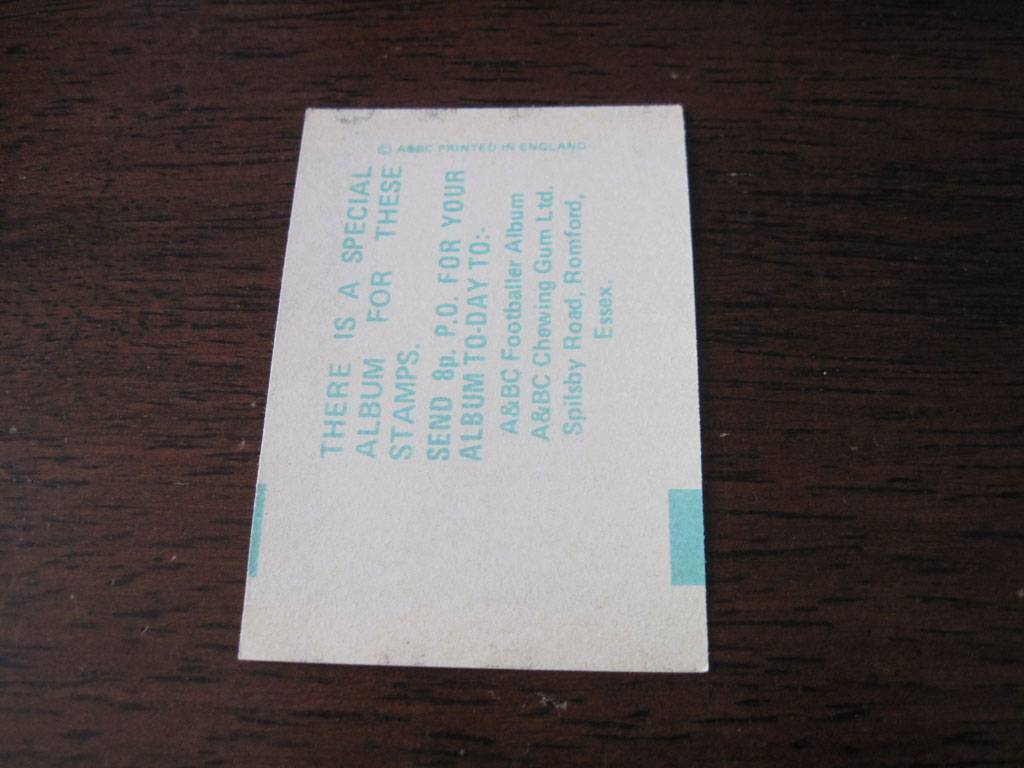 THERE IS A SPECIAL
ALBUM FOR THESE
STAMPS.
SEND 8p. P.O. FOR YOUR
ALBUM TO-DAY TO:-
A&BC Footballer Album
A&BC Chewing Gum Ltd.
Spilsby Road, Romford,
Essex.
© A&BC PRINTED IN ENGLAND